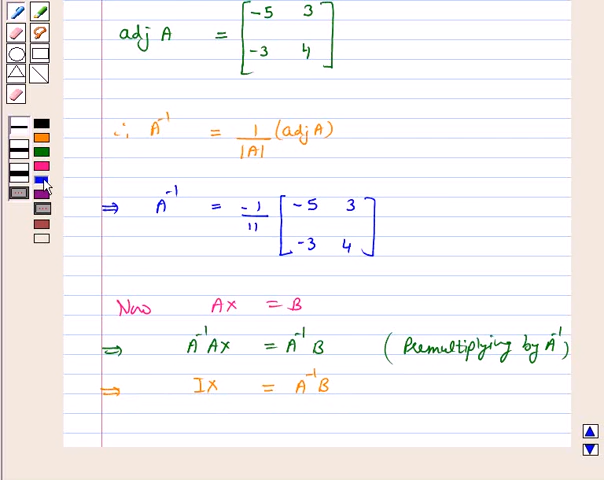 adj A = [ -5 3
-3 4 ]
∴ A⁻¹ = 1/|A| (adj A)
⇒ A⁻¹ = -1/11 [ -5 3
-3 4 ]
Now AX = B
⇒ A⁻¹AX = A⁻¹B (Premultiplying by A⁻¹)
⇒ IX = A⁻¹B